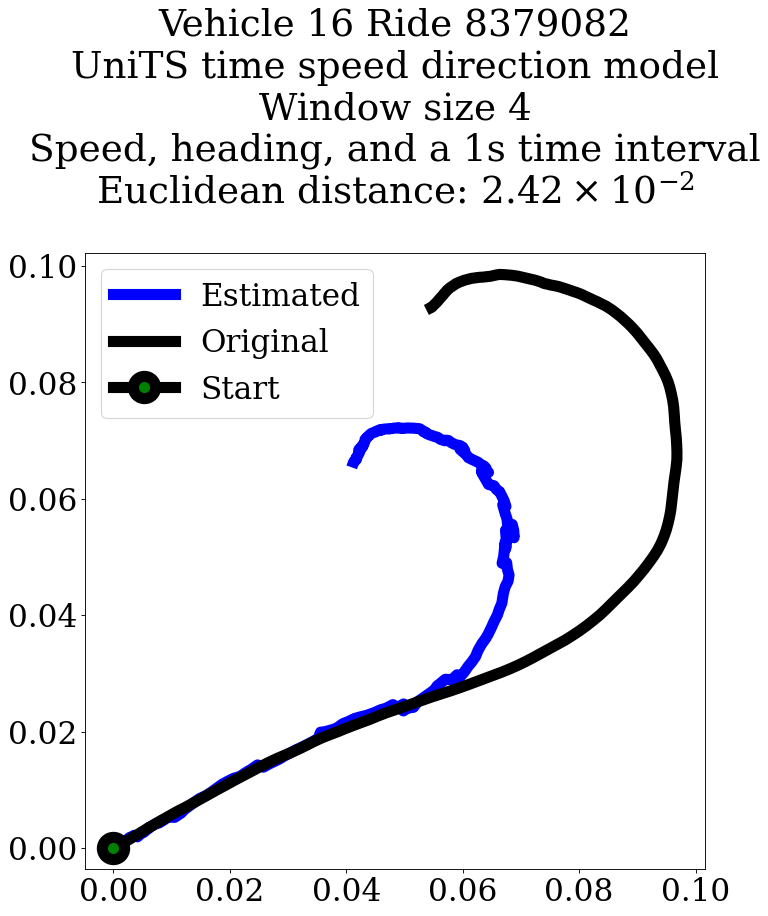 Vehicle 16 Ride 8379082
UniTS time speed direction model
Window size 4
Speed, heading, and a 1s time interval
Euclidean distance: $2.42 \times 10^{-2}$
0.10
0.08
0.06
0.04
0.02
0.00
Estimated
Original
Start
0.00 0.02 0.04 0.06 0.08 0.10